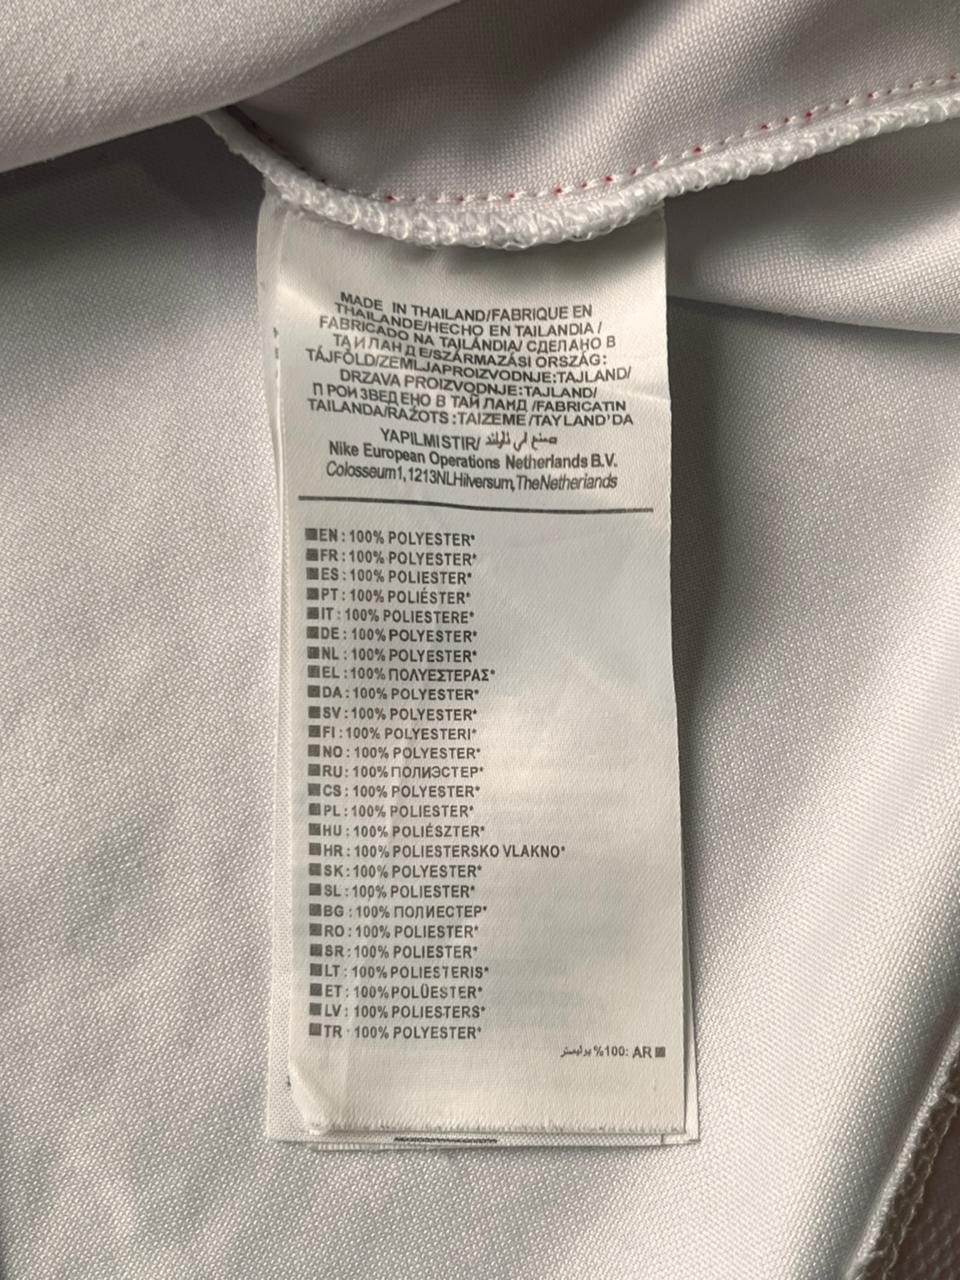 MADE IN THAILAND/FABRIQUE EN
THAILANDE/HECHO EN TAILANDIA /
FABRICADO NA TAILÂNDIA/ СДЕЛАНО В
ТАИЛАНДЕ/SZÁRMAZÁSI ORSZÁG:
TÁJFÖLD/ZEMLJAPROIZVODNJE:TAJLAND/
DRZAVA PROIZVODNJE:TAJLAND/
ПРОИЗВЕДЕНО В ТАЙЛАНД /FABRICATIN
TAILANDA/RAŽOTS :TAIZEME /TAYLAND'DA
YAPILMISTIR/ صنع في
Nike European Operations Netherlands B.V.
Colosseum1, 1213NLHilversum,TheNetherlands
EN : 100% POLYESTER*
FR : 100% POLYESTER*
ES : 100% POLIESTER*
PT : 100% POLIÉSTER*
IT : 100% POLIESTERE*
DE : 100% POLYESTER*
NL : 100% POLYESTER*
EL : 100% ΠΟΛΥΕΣΤΕΡΑΣ*
DA : 100% POLYESTER*
SV : 100% POLYESTER*
FI : 100% POLYESTERI*
NO : 100% POLYESTER*
RU: 100% ПОЛИЭСТЕР*
CS : 100% POLYESTER*
PL : 100% POLIESTER*
HU : 100% POLIÉSZTER*
HR : 100% POLIESTERSKO VLAKNO*
SK : 100% POLYESTER*
SL : 100% POLIESTER*
BG : 100% ПОЛИЕСТЕР*
RO : 100% POLIESTER*
SR : 100% POLIESTER*
LT : 100% POLIESTERIS*
ET : 100% POLÜESTER*
LV : 100% POLIESTERS*
TR : 100% POLYESTER*
AR :100% بوليستر